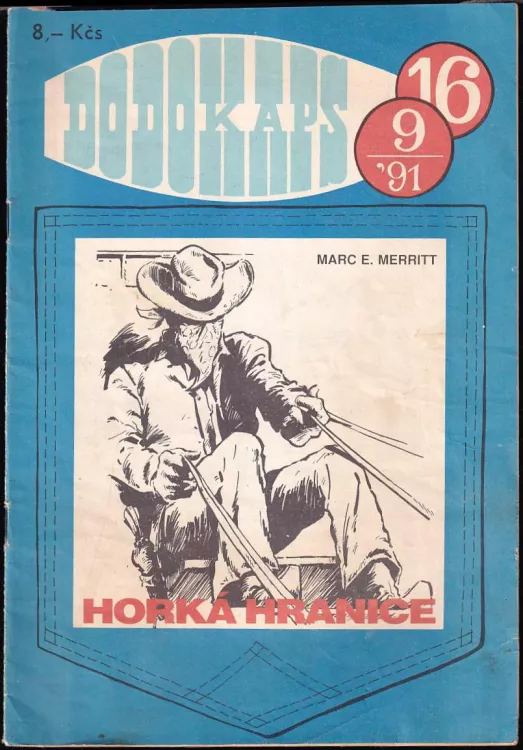 8,– Kčs
DODOKAPS
16
9
'91
MARC E. MERRITT
HORKÁ HRANICE